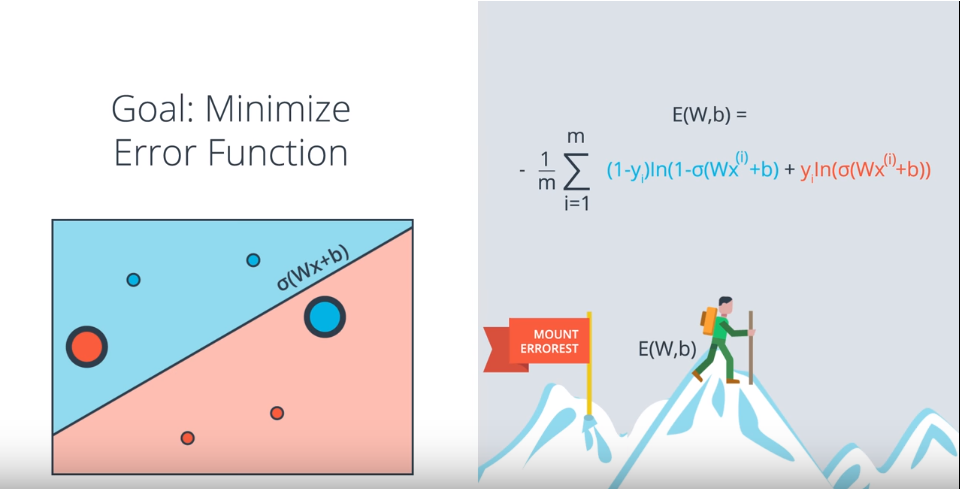 Goal: Minimize
Error Function
σ(Wx+b)
E(W,b) =
- 1/m m∑i=1 (1-yᵢ)ln(1-σ(Wx⁽ⁱ⁾+b) + yᵢln(σ(Wx⁽ⁱ⁾+b))
MOUNT
ERROREST
E(W,b)